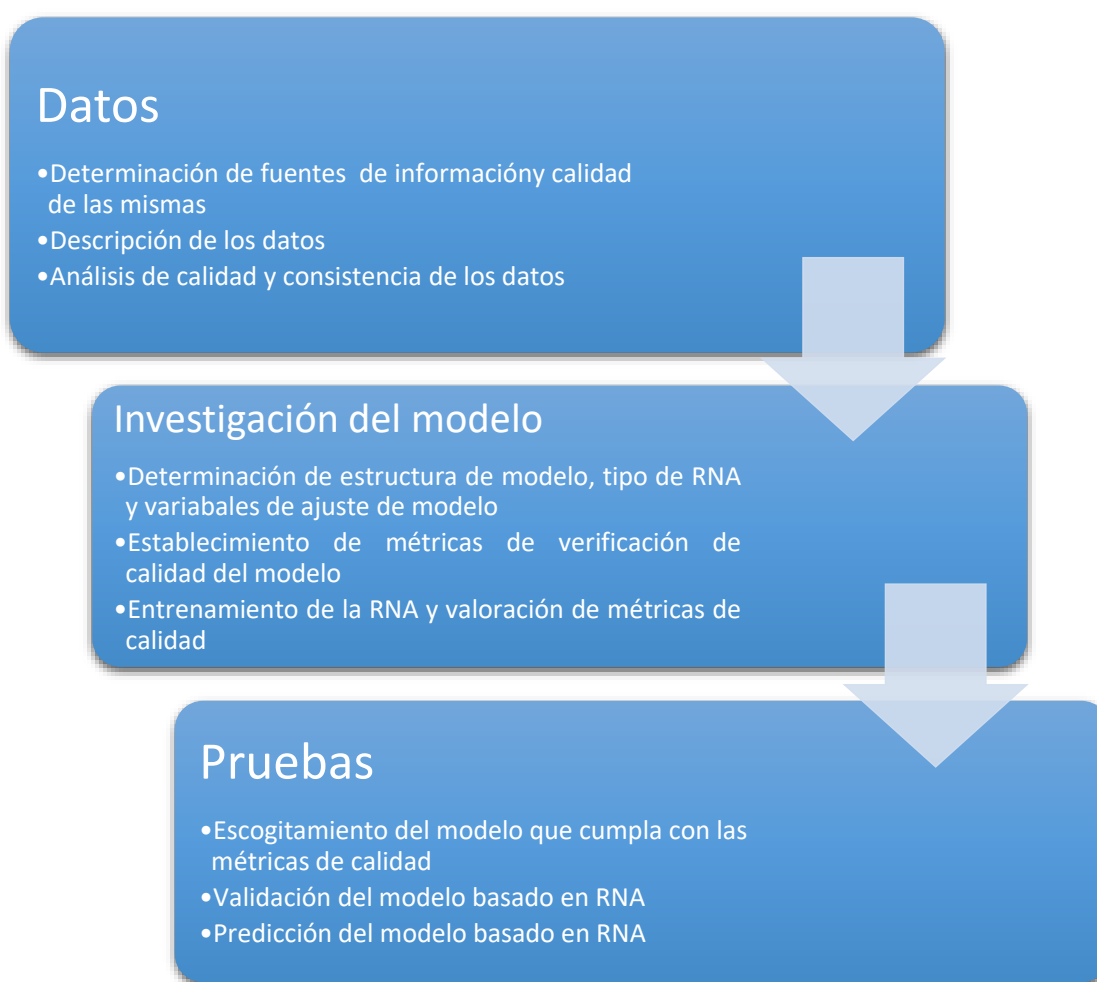 Datos
•Determinación de fuentes  de informacióny calidad
de las mismas
•Descripción de los datos
•Análisis de calidad y consistencia de los datos
Investigación del modelo
•Determinación de estructura de modelo, tipo de RNA
y variabales de ajuste de modelo
•Establecimiento de métricas de verificación de
calidad del modelo
•Entrenamiento de la RNA y valoración de métricas de
calidad
Pruebas
•Escogitamiento del modelo que cumpla con las
métricas de calidad
•Validación del modelo basado en RNA
•Predicción del modelo basado en RNA